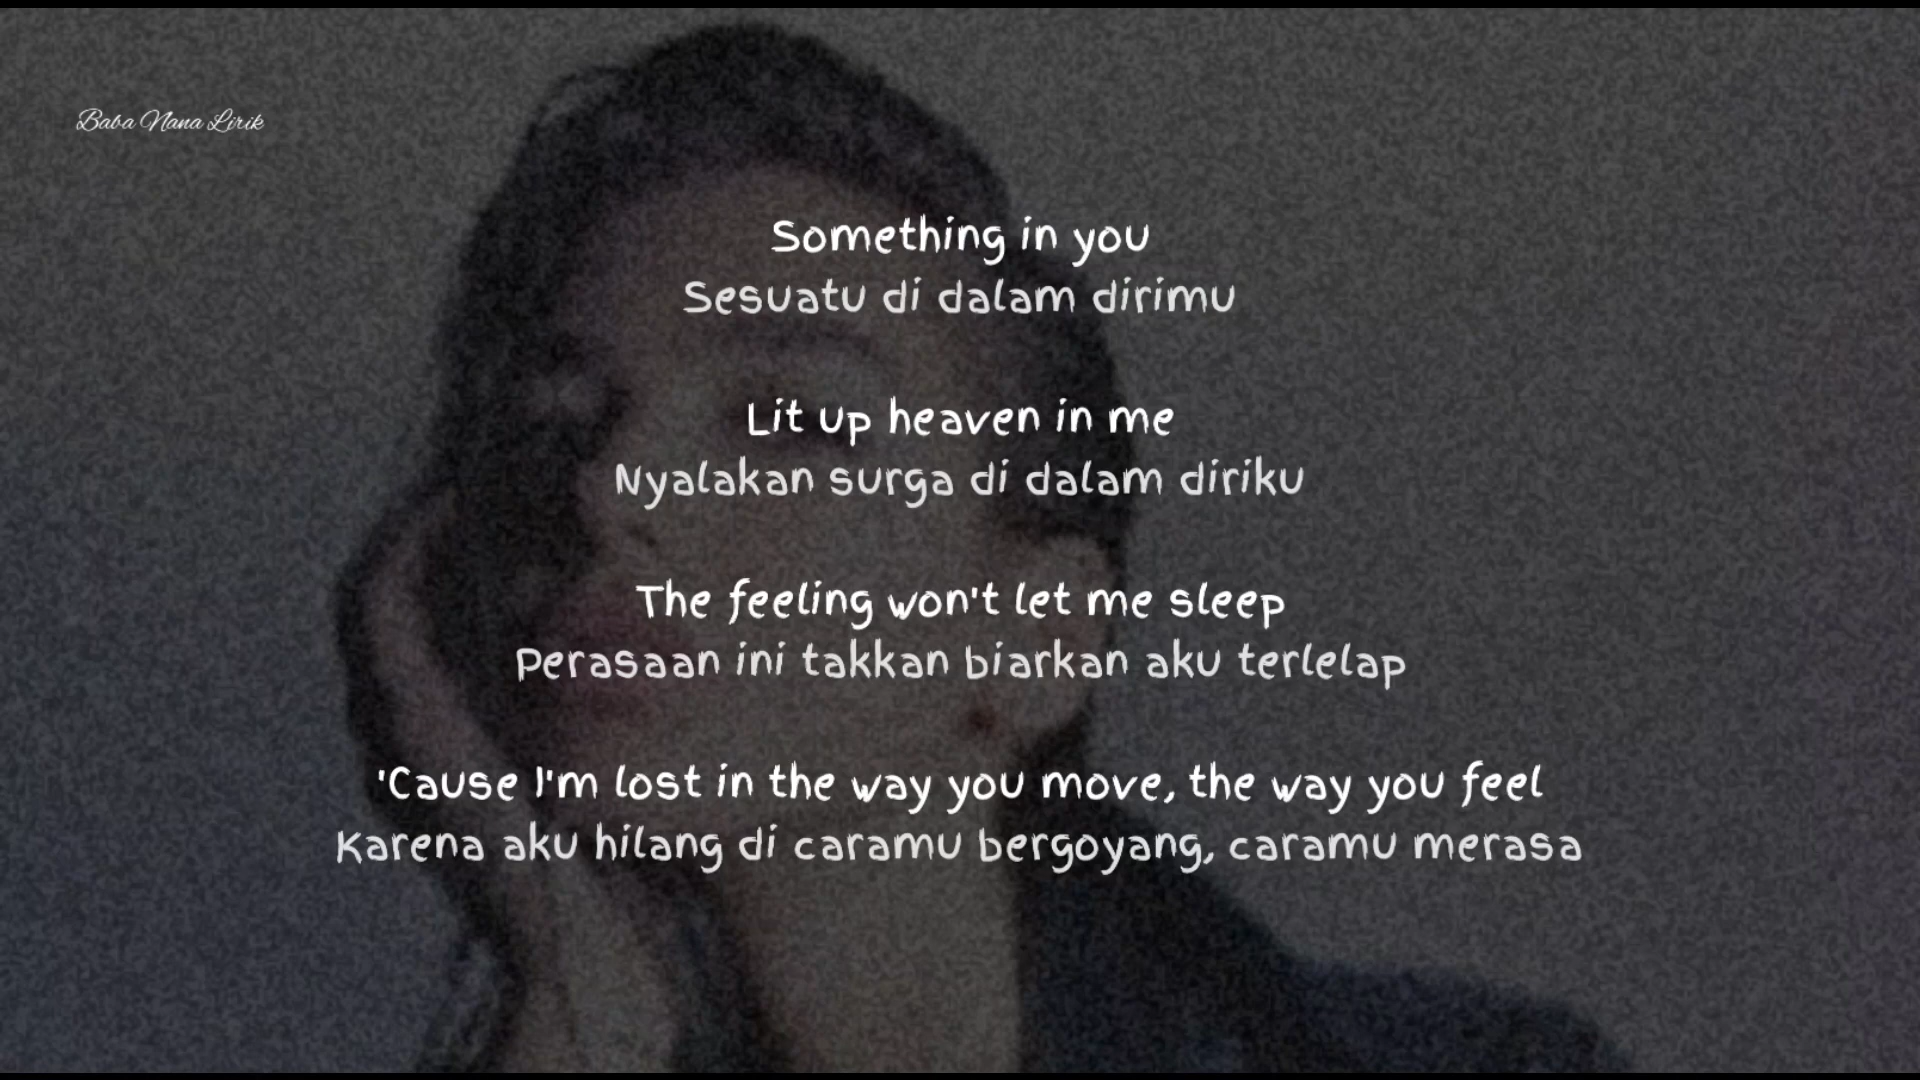 Baba Nana Lirik
Something in you
Sesuatu di dalam dirimu
Lit up heaven in me
Nyalakan surga di dalam diriku
The feeling won't let me sleep
Perasaan ini takkan biarkan aku terlelap
'Cause I'm lost in the way you move, the way you feel
Karena aku hilang di caramu bergoyang, caramu merasa